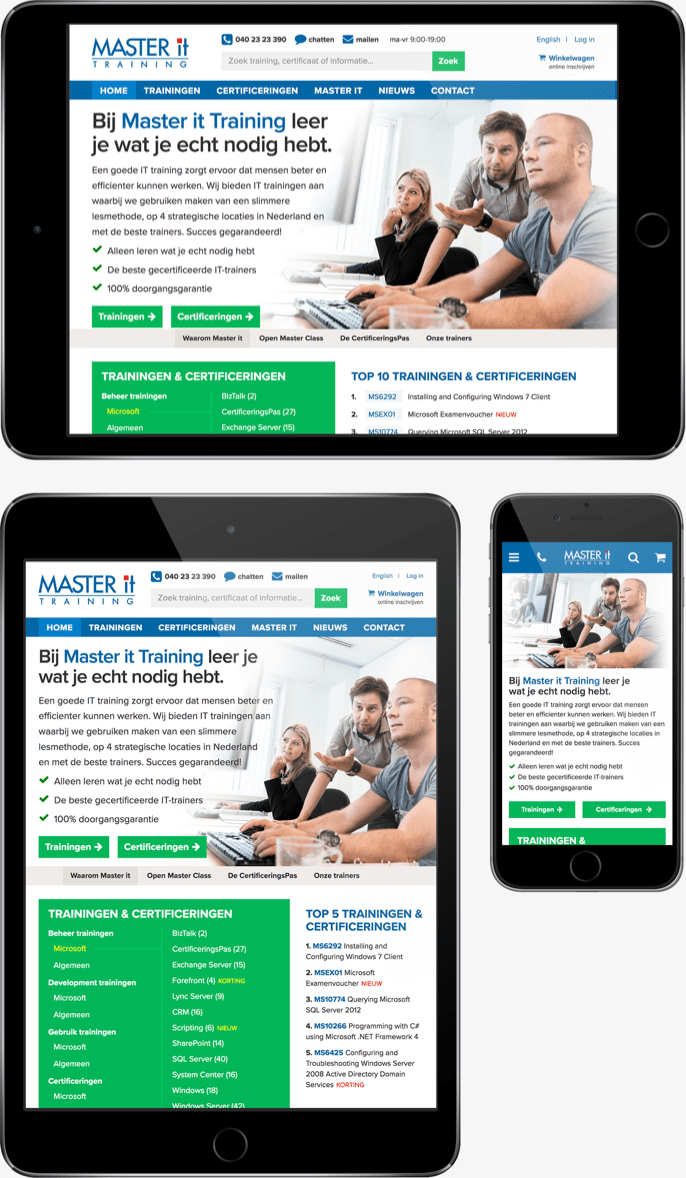 MASTER it
TRAINING
040 23 23 390 chatten mailen ma-vr 9:00-19:00
English | Log in
Zoek training, certificaat of informatie... Zoek
Winkelwagen
online inschrijven
HOME TRAININGEN CERTIFICERINGEN MASTER IT NIEUWS CONTACT
Bij Master it Training leer
je wat je echt nodig hebt.
Een goede IT training zorgt ervoor dat mensen beter en
efficienter kunnen werken. Wij bieden IT trainingen aan
waarbij we gebruiken maken van een slimmere
lesmethode, op 4 strategische locaties in Nederland en
met de beste trainers. Succes gegarandeerd!
Alleen leren wat je echt nodig hebt
De beste gecertificeerde IT-trainers
100% doorgangsgarantie
Trainingen Certificeringen
Waarom Master it Open Master Class De CertificeringsPas Onze trainers
TRAININGEN & CERTIFICERINGEN
Beheer trainingen
Microsoft
Algemeen
BizTalk (2)
CertificeringsPas (27)
Exchange Server (15)
TOP 10 TRAININGEN & CERTIFICERINGEN
1. MS6292 Installing and Configuring Windows 7 Client
2. MSEX01 Microsoft Examenvoucher NIEUW
3. MS10774 Querying Microsoft SQL Server 2012
MASTER it
TRAINING
040 23 23 390 chatten mailen
English | Log in
Zoek training, certificaat of informatie... Zoek
Winkelwagen
online inschrijven
HOME TRAININGEN CERTIFICERINGEN MASTER IT NIEUWS CONTACT
Bij Master it Training leer je
wat je echt nodig hebt.
Een goede IT training zorgt ervoor dat mensen beter en
efficienter kunnen werken. Wij bieden IT trainingen aan
waarbij we gebruiken maken van een slimmere
lesmethode, op 4 strategische locaties in Nederland
en met de beste trainers. Succes gegarandeerd!
Alleen leren wat je echt nodig hebt
De beste gecertificeerde IT-trainers
100% doorgangsgarantie
Trainingen Certificeringen
Waarom Master it Open Master Class De CertificeringsPas Onze trainers
TRAININGEN & CERTIFICERINGEN
Beheer trainingen
Microsoft
Algemeen
Development trainingen
Microsoft
Algemeen
Gebruik trainingen
Microsoft
Algemeen
Certificeringen
Microsoft
BizTalk (2)
CertificeringsPas (27)
Exchange Server (15)
Forefront (4) KORTING
Lync Server (9)
CRM (16)
Scripting (6) NIEUW
SharePoint (14)
SQL Server (40)
System Center (16)
Windows (18)
Windows Server (42)
TOP 5 TRAININGEN &
CERTIFICERINGEN
1. MS6292 Installing and
Configuring Windows 7 Client
2. MSEX01 Microsoft
Examenvoucher NIEUW
3. MS10774 Querying Microsoft
SQL Server 2012
4. MS10266 Programming with C#
using Microsoft .NET Framework 4
5. MS6425 Configuring and
Troubleshooting Windows Server
2008 Active Directory Domain
Services KORTING
MASTER it
TRAINING
Bij Master it Training leer je
wat je echt nodig hebt.
Een goede IT training zorgt ervoor dat mensen
beter en efficienter kunnen werken. Wij bieden IT
trainingen aan waarbij we gebruiken maken van een
slimmere lesmethode, op 4 strategische locaties in
Nederland en met de beste trainers. Succes
gegarandeerd!
Alleen leren wat je echt nodig hebt
De beste gecertificeerde IT-trainers
100% doorgangsgarantie
Trainingen Certificeringen
TRAININGEN &